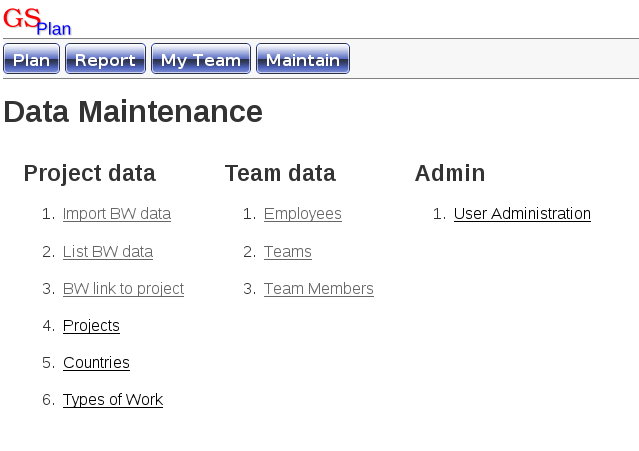 GSPlan
Plan Report My Team Maintain
Data Maintenance
Project data
1. Import BW data
2. List BW data
3. BW link to project
4. Projects
5. Countries
6. Types of Work
Team data
1. Employees
2. Teams
3. Team Members
Admin
1. User Administration